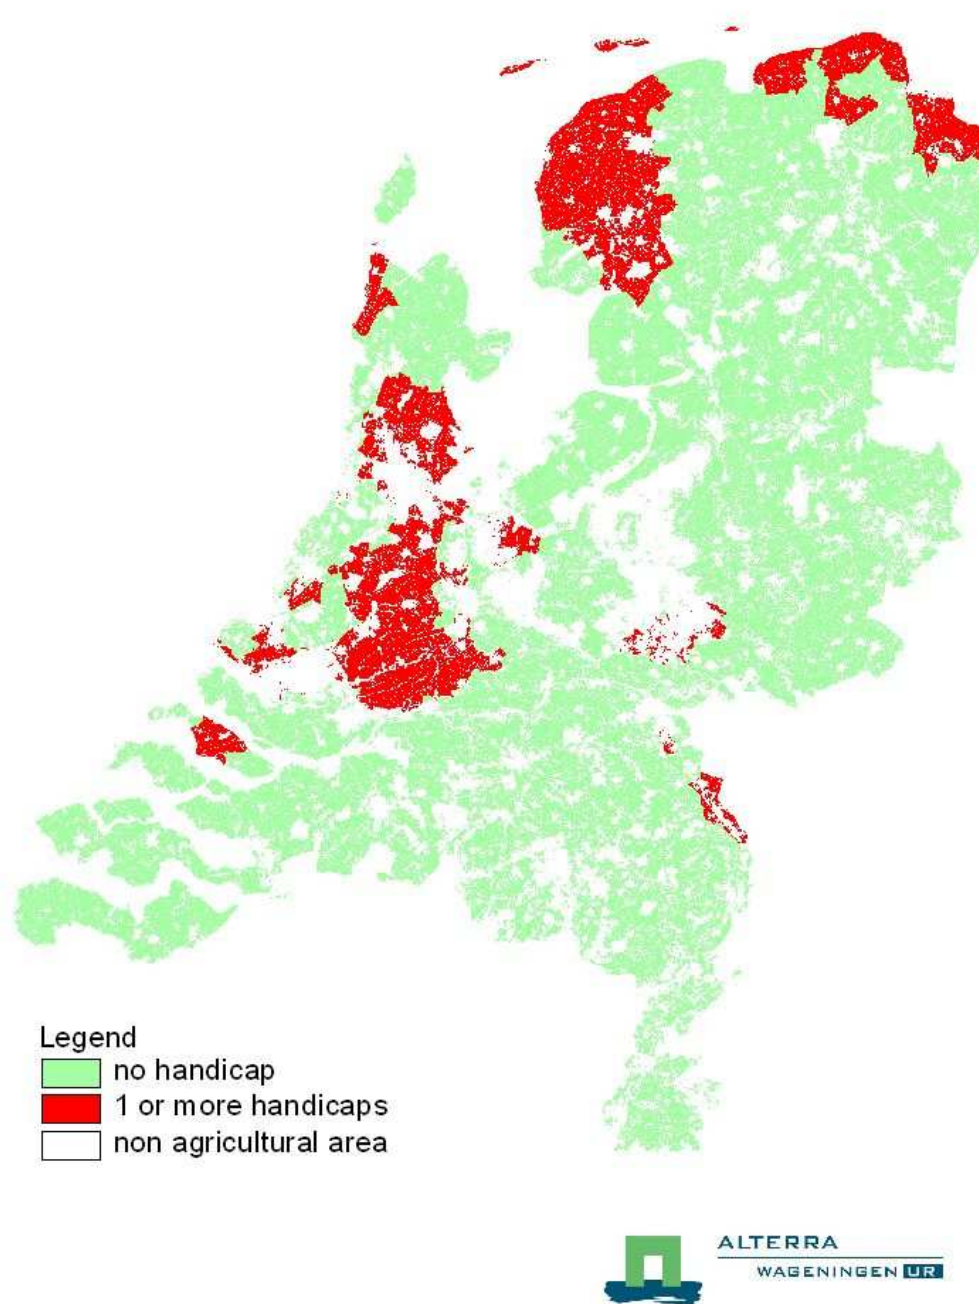 Legend
no handicap
1 or more handicaps
non agricultural area
ALTERRA
WAGENINGEN UR